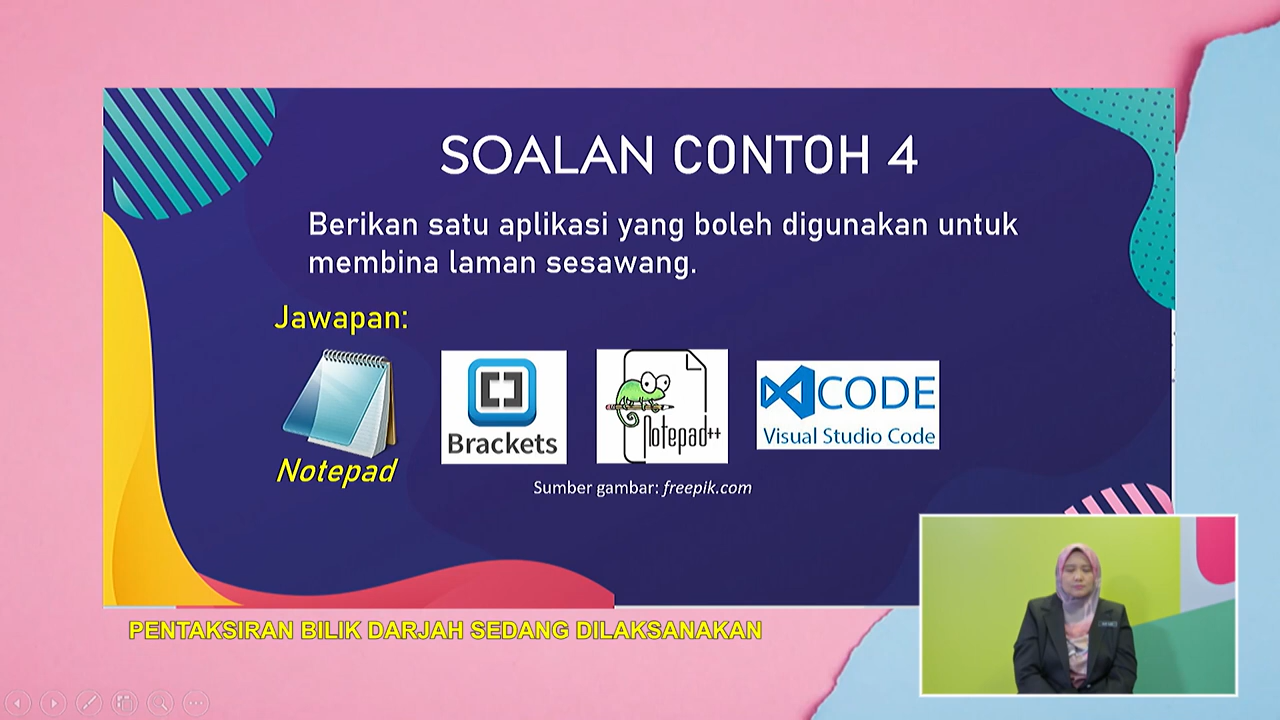 SOALAN CONTOH 4
Berikan satu aplikasi yang boleh digunakan untuk
membina laman sesawang.
Jawapan:
Notepad
Brackets
Notepad++
CODE
Visual Studio Code
Sumber gambar: freepik.com
PENTAKSIRAN BILIK DARJAH SEDANG DILAKSANAKAN